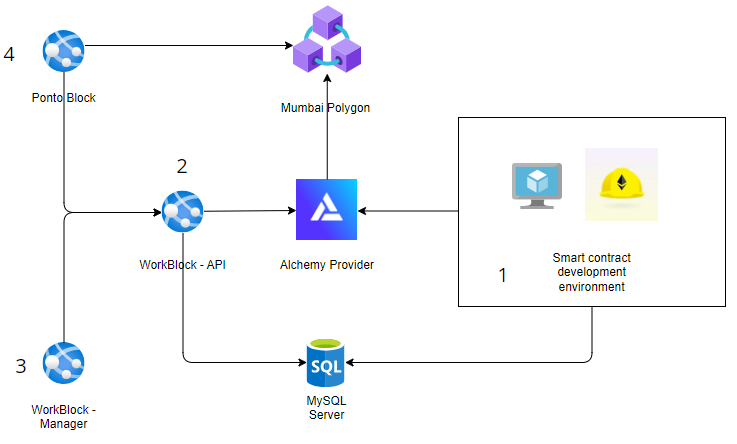 4
Ponto Block
Mumbai Polygon
2
WorkBlock - API
Alchemy Provider
1
Smart contract
development
environment
3
WorkBlock -
Manager
SQL
MySQL
Server